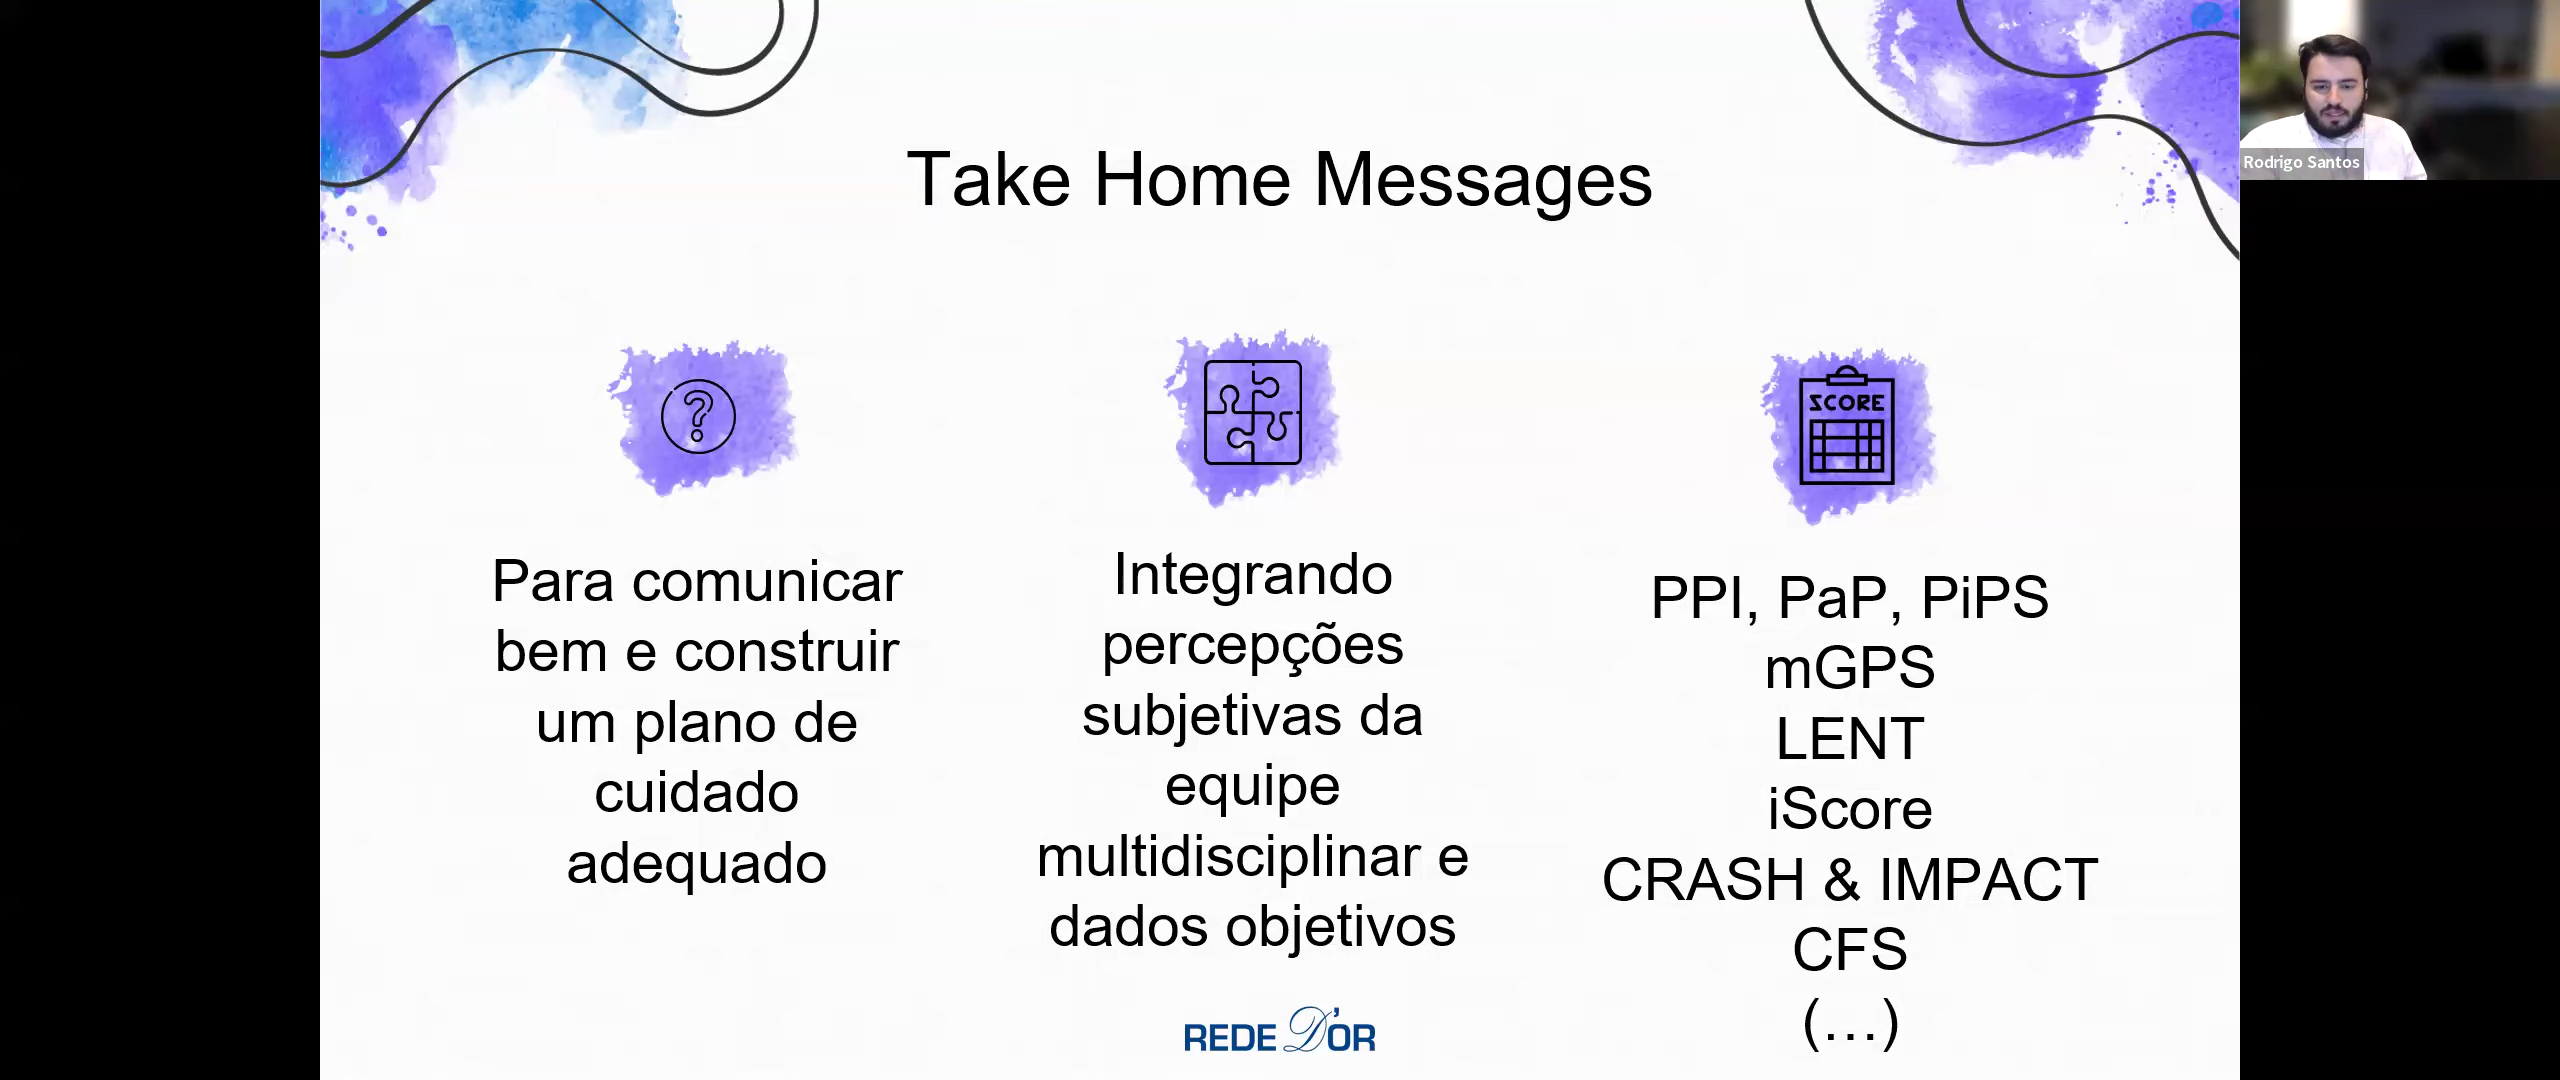 Take Home Messages
Rodrigo Santos
SCORE
Para comunicar
bem e construir
um plano de
cuidado
adequado
Integrando
percepções
subjetivas da
equipe
multidisciplinar e
dados objetivos
PPI, PaP, PiPS
mGPS
LENT
iScore
CRASH & IMPACT
CFS
(...)
REDE D'OR